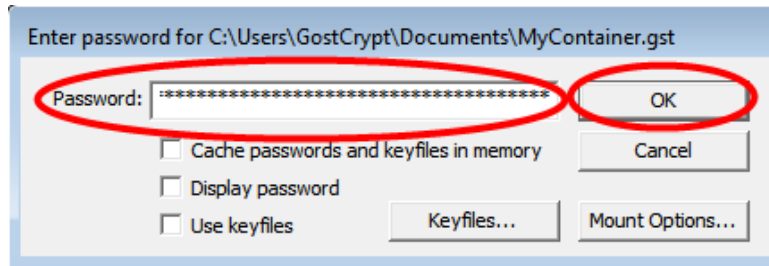 Enter password for C:\Users\GostCrypt\Documents\MyContainer.gst
Password: **************************************** OK
Cache passwords and keyfiles in memory Cancel
Display password
Use keyfiles Keyfiles... Mount Options...